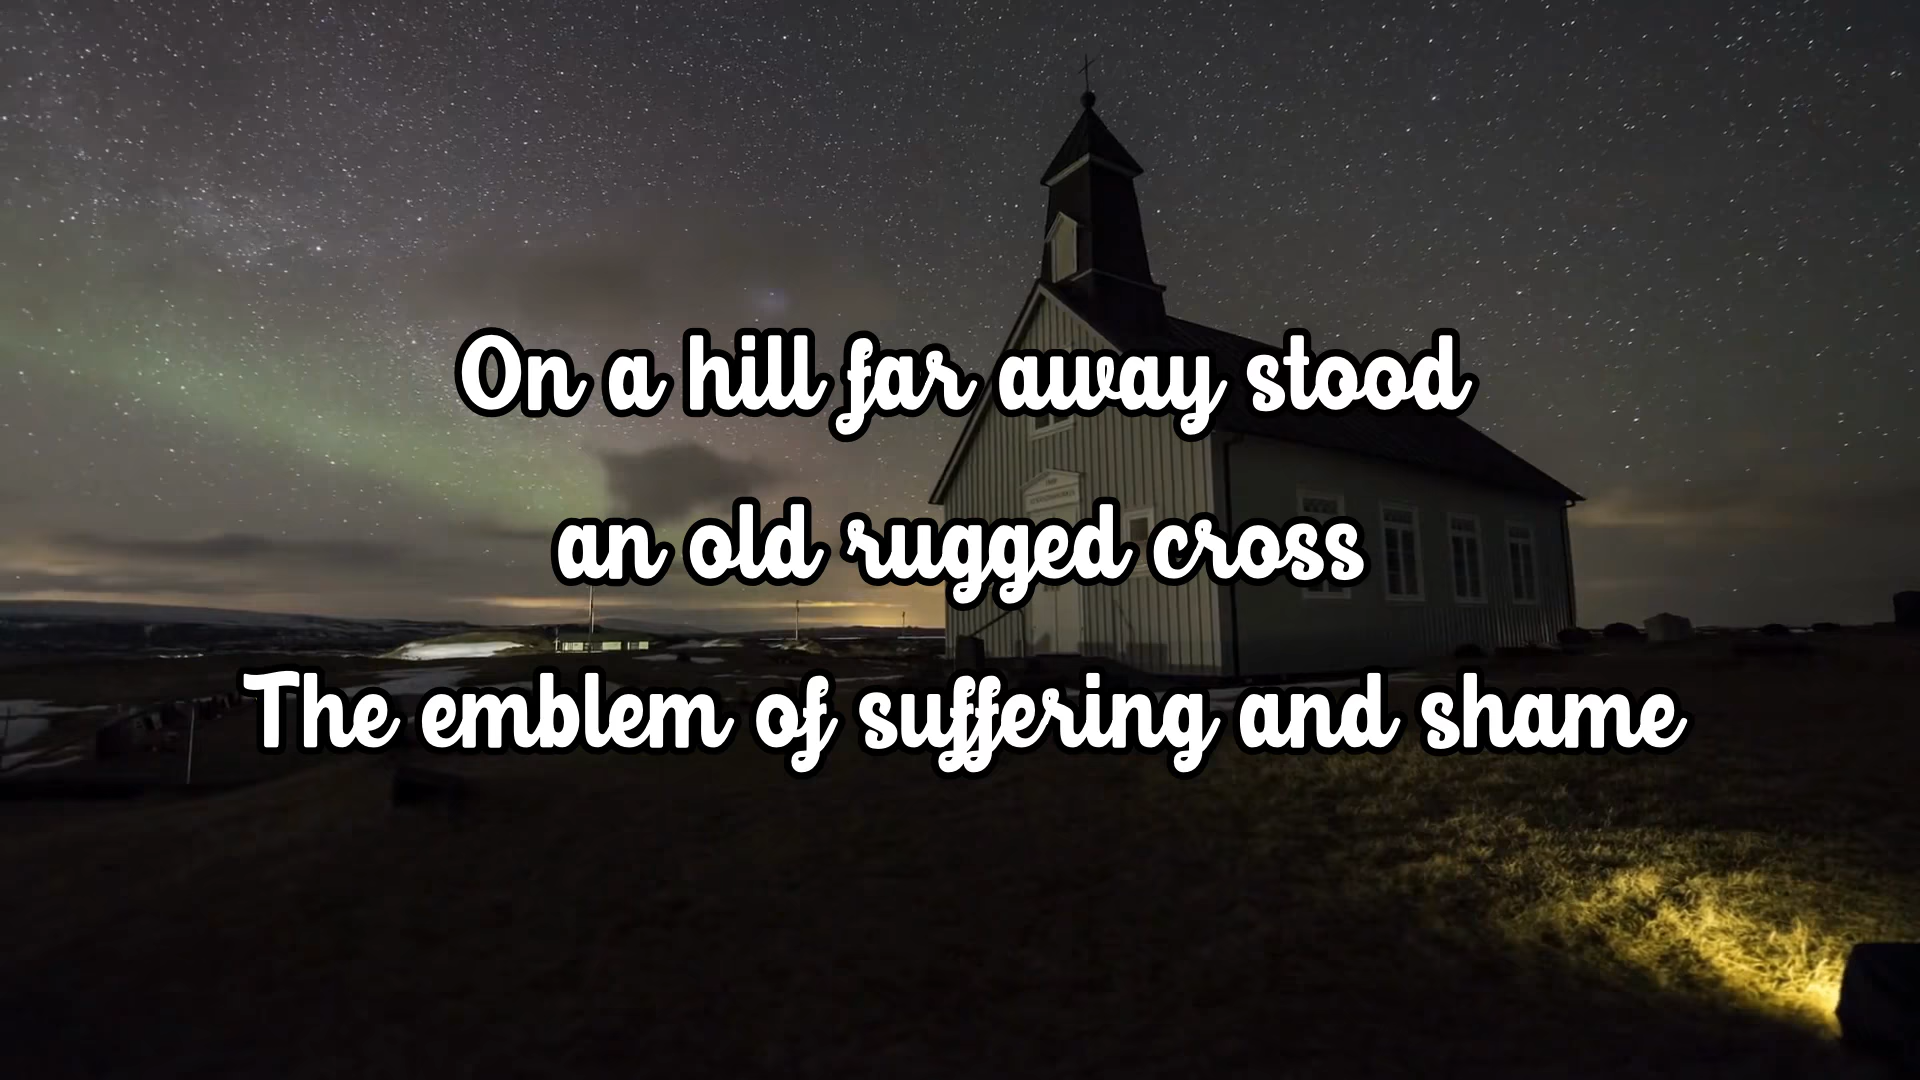 On a hill far away stood
an old rugged cross
The emblem of suffering and shame